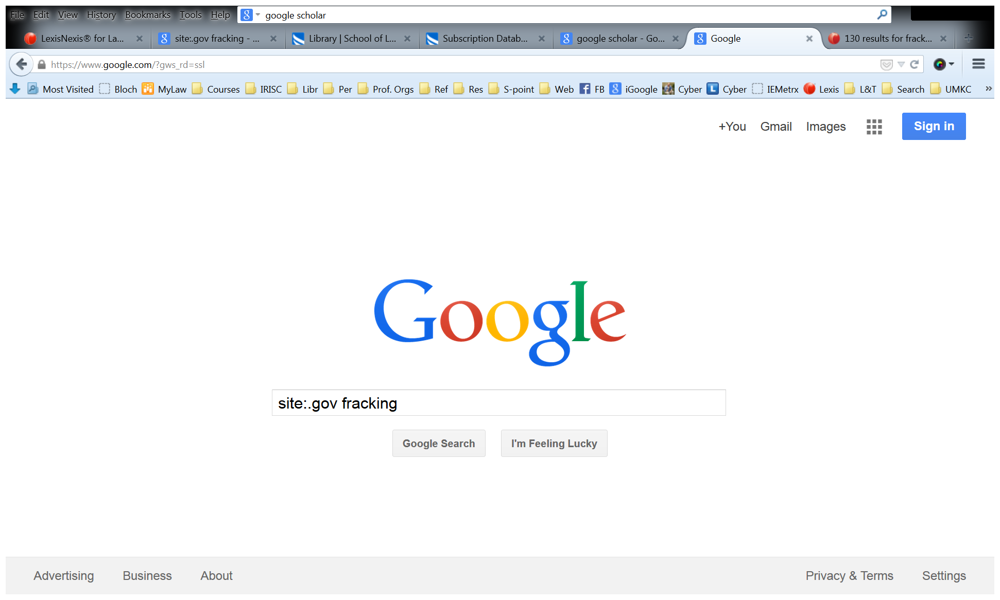 File Edit View History Bookmarks Tools Help google scholar
LexisNexis® for La... site:.gov fracking - ... Library | School of L... Subscription Datab... google scholar - Go... Google 130 results for frack...
https://www.google.com/?gws_rd=ssl
Most Visited Bloch MyLaw Courses IRISC Libr Per Prof. Orgs Ref Res S-point Web FB iGoogle Cyber Cyber IEMetrx Lexis L&T Search UMKC »
+You Gmail Images Sign in
Google
site:.gov fracking
Google Search I'm Feeling Lucky
Advertising Business About Privacy & Terms Settings